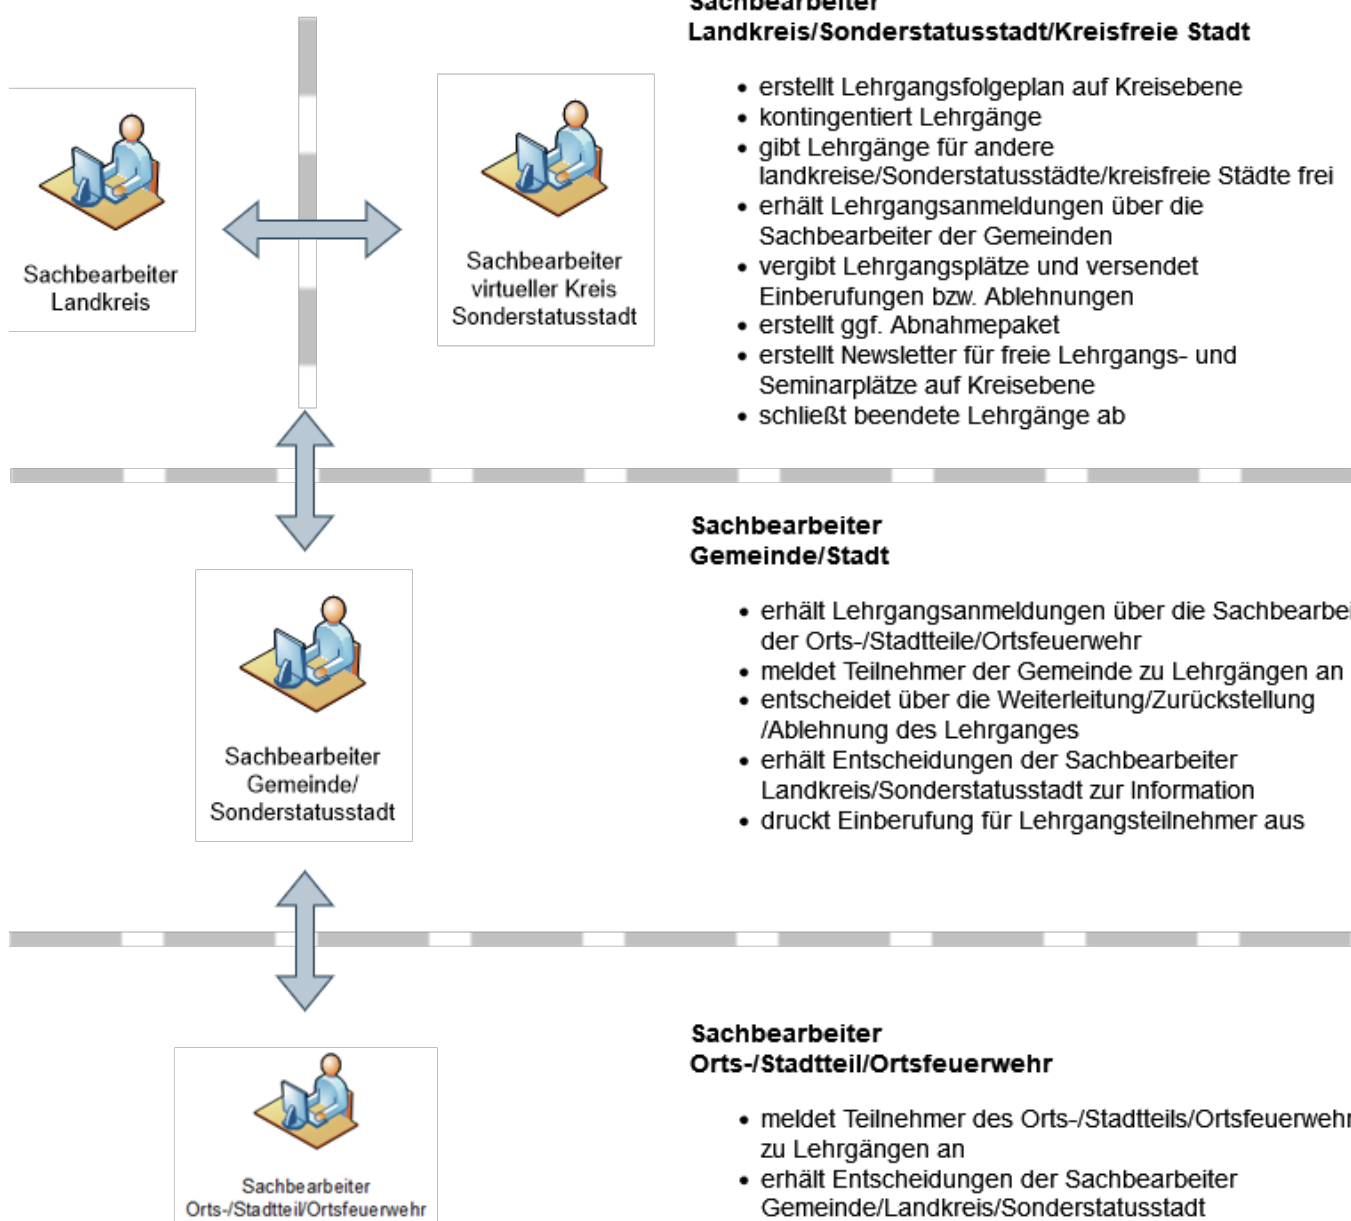 Sachbearbeiter
Landkreis/Sonderstatusstadt/Kreisfreie Stadt
• erstellt Lehrgangsfolgeplan auf Kreisebene
• kontingentiert Lehrgänge
• gibt Lehrgänge für andere
landkreise/Sonderstatusstädte/kreisfreie Städte frei
• erhält Lehrgangsanmeldungen über die
Sachbearbeiter der Gemeinden
• vergibt Lehrgangsplätze und versendet
Einberufungen bzw. Ablehnungen
• erstellt ggf. Abnahmepaket
• erstellt Newsletter für freie Lehrgangs- und
Seminarplätze auf Kreisebene
• schließt beendete Lehrgänge ab
Sachbearbeiter
Landkreis
Sachbearbeiter
virtueller Kreis
Sonderstatusstadt
Sachbearbeiter
Gemeinde/Stadt
• erhält Lehrgangsanmeldungen über die Sachbearbei
der Orts-/Stadtteile/Ortsfeuerwehr
• meldet Teilnehmer der Gemeinde zu Lehrgängen an
• entscheidet über die Weiterleitung/Zurückstellung
/Ablehnung des Lehrganges
• erhält Entscheidungen der Sachbearbeiter
Landkreis/Sonderstatusstadt zur Information
• druckt Einberufung für Lehrgangsteilnehmer aus
Sachbearbeiter
Gemeinde/
Sonderstatusstadt
Sachbearbeiter
Orts-/Stadtteil/Ortsfeuerwehr
• meldet Teilnehmer des Orts-/Stadtteils/Ortsfeuerwehr
zu Lehrgängen an
• erhält Entscheidungen der Sachbearbeiter
Gemeinde/Landkreis/Sonderstatusstadt
Sachbearbeiter
Orts-/Stadtteil/Ortsfeuerwehr